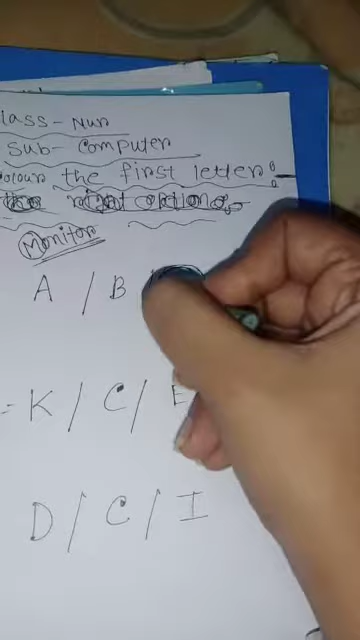 Class - Nur
Sub- Computer
Colour the first letter:-
Monitor
A / B /
= K / C / E
D / C / I